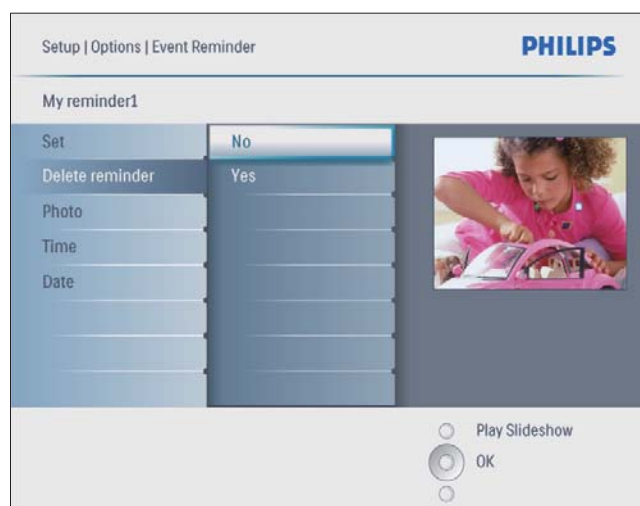 Setup | Options | Event Reminder
PHILIPS
My reminder1
Set
No
Delete reminder
Yes
Photo
Time
Date
Play Slideshow
OK